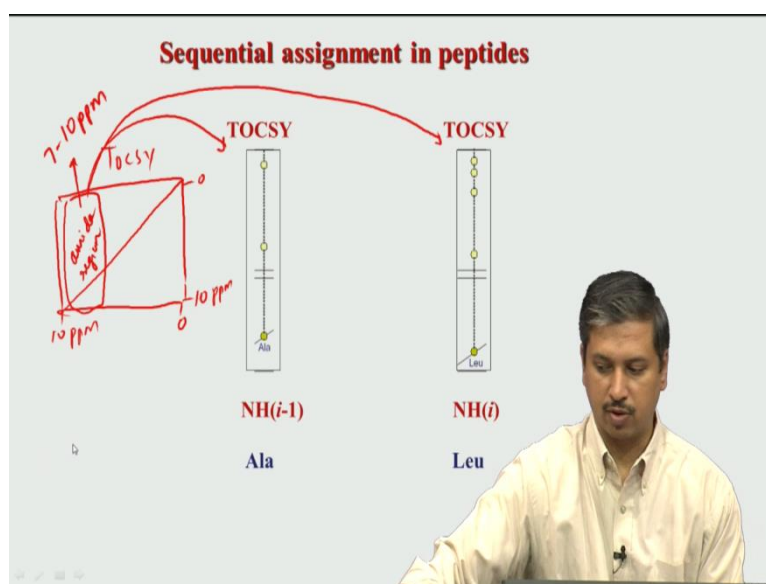 Sequential assignment in peptides
7-10 ppm
TOCSY
amide
region
0
10 ppm
10 ppm
0
TOCSY
Ala
NH(i-1)
Ala
TOCSY
Leu
NH(i)
Leu